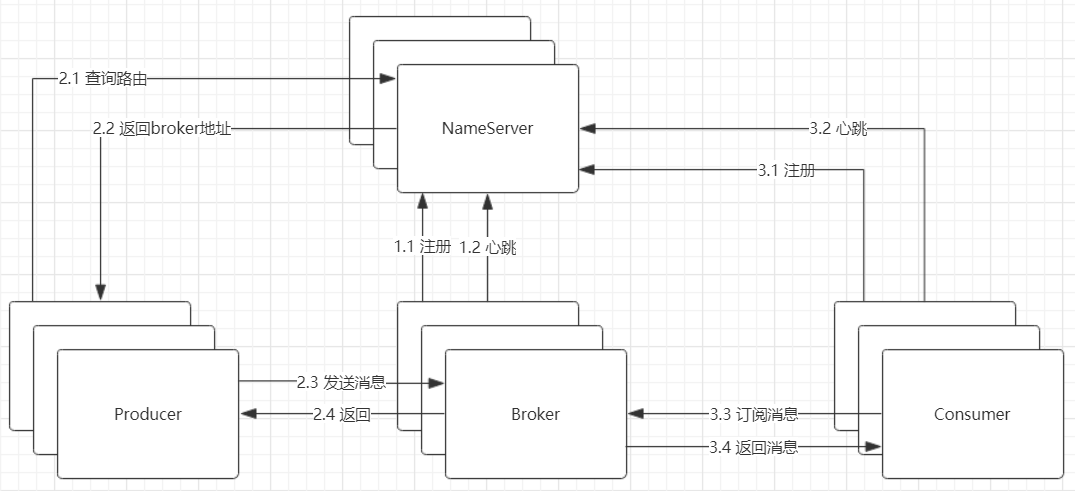 2.1 查询路由
2.2 返回broker地址
NameServer
3.2 心跳
3.1 注册
1.1 注册
1.2 心跳
2.3 发送消息
Producer
2.4 返回
Broker
3.3 订阅消息
Consumer
3.4 返回消息